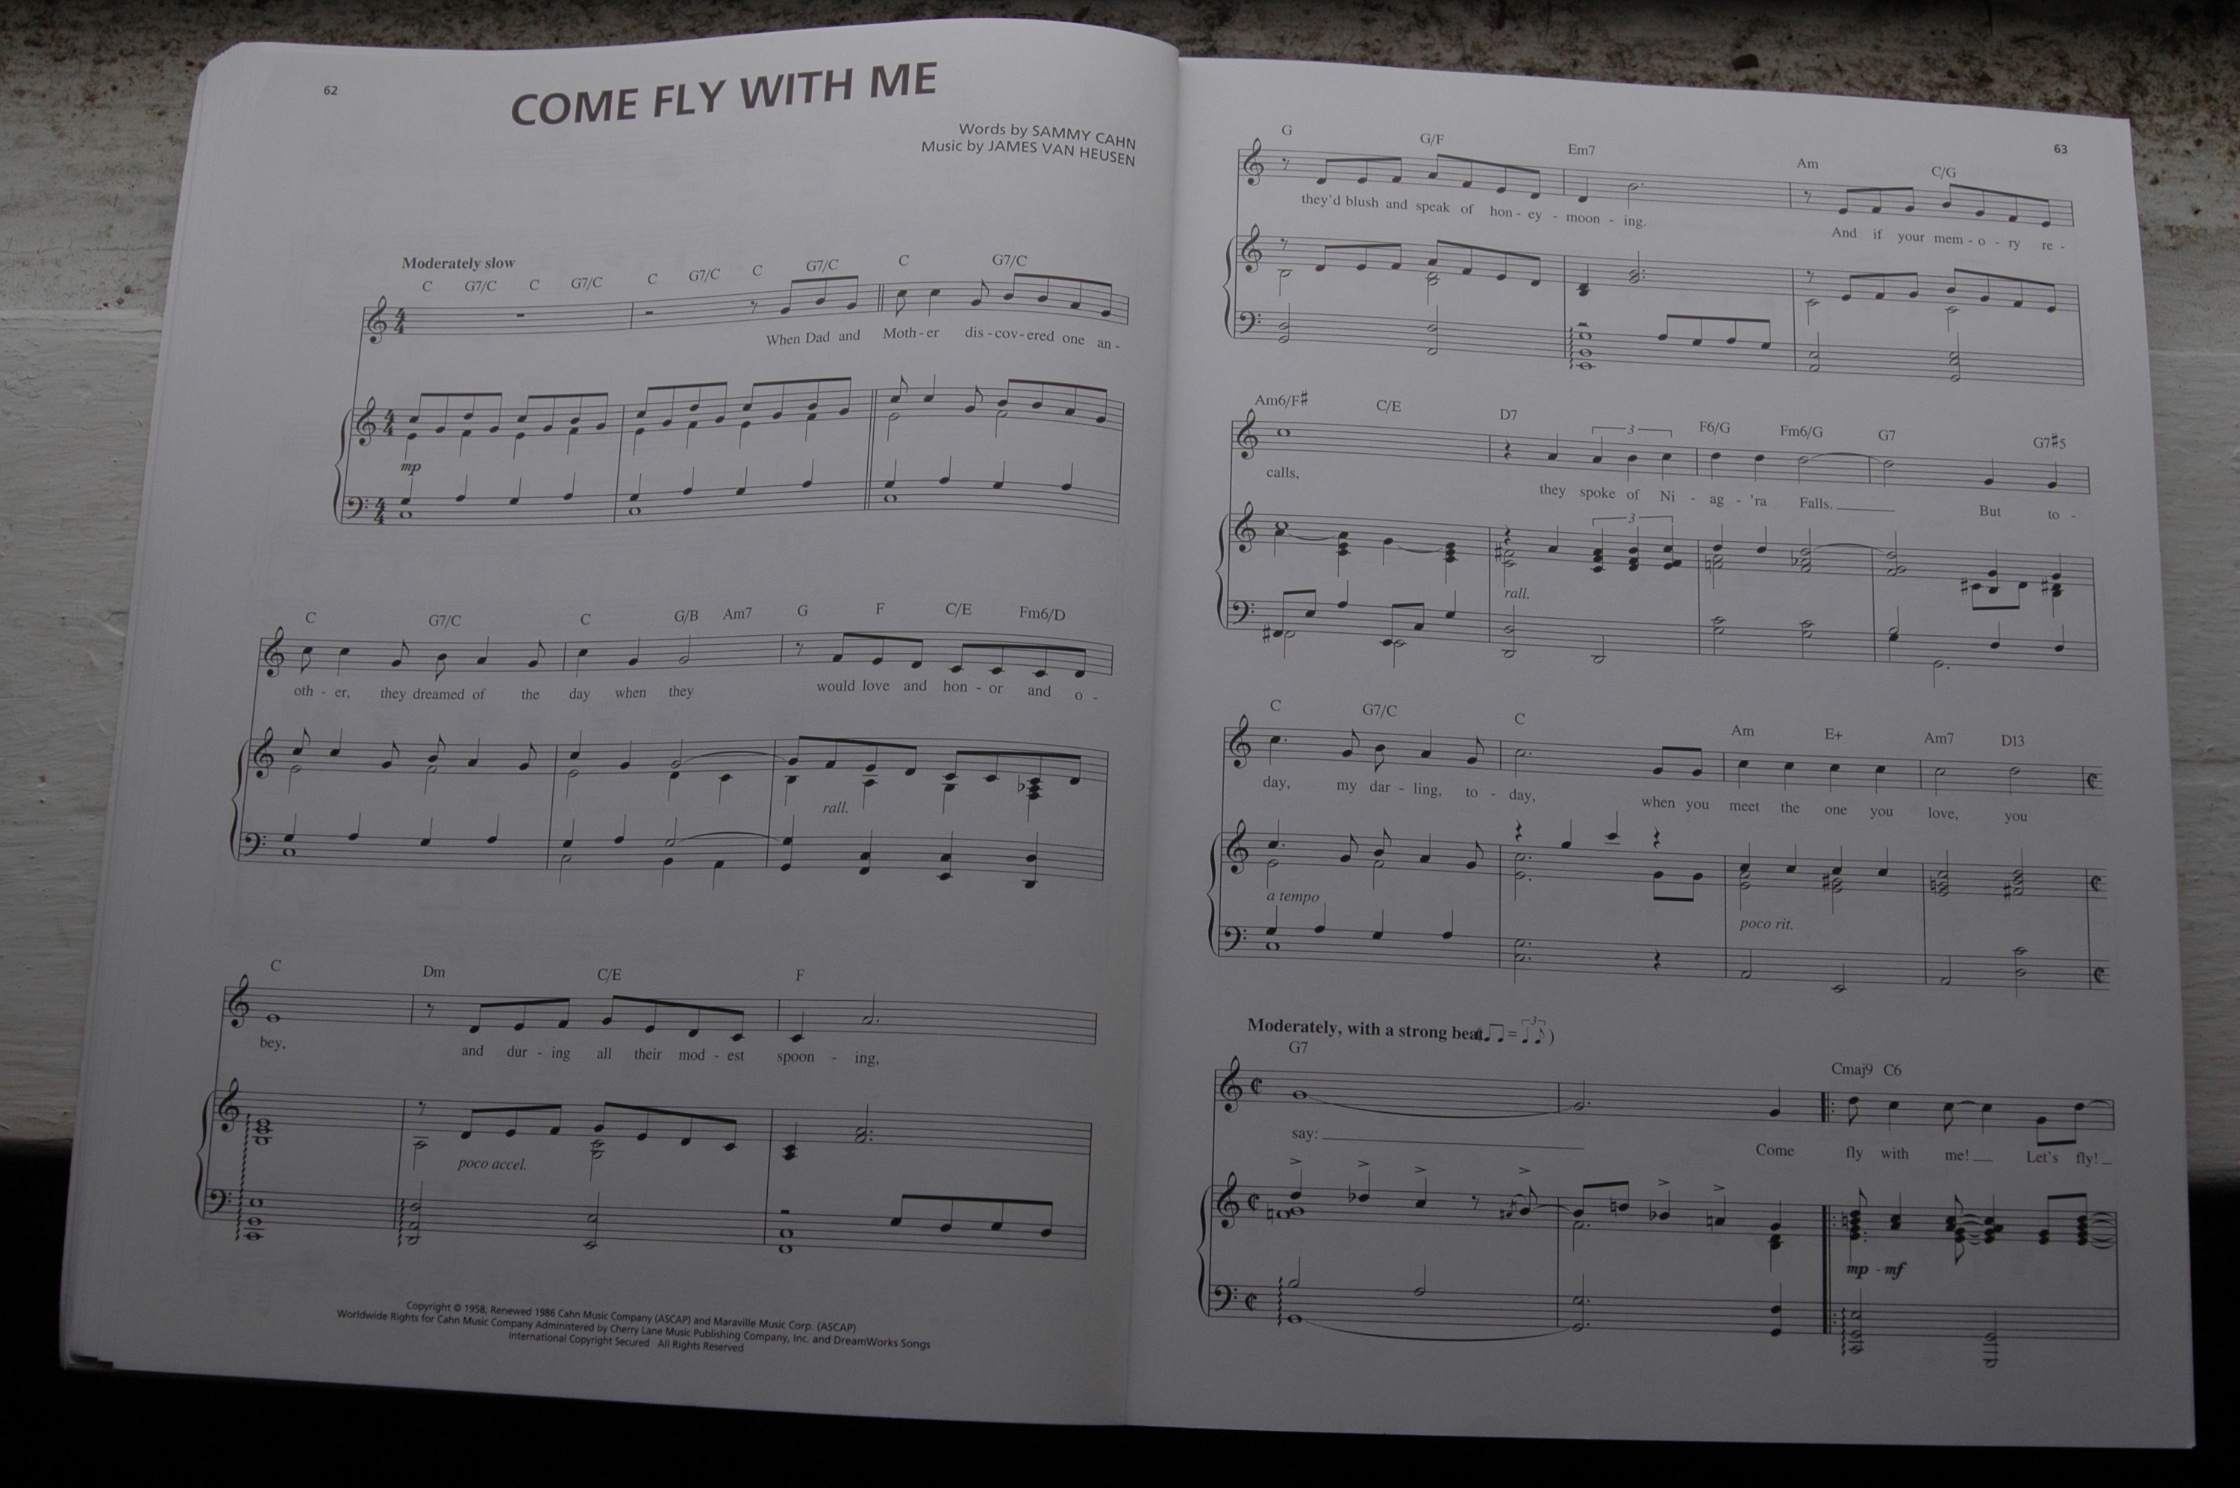 62
COME FLY WITH ME
Words by SAMMY CAHN
Music by JAMES VAN HEUSEN
Moderately slow
C G7/C C G7/C C G7/C C G7/C C G7/C
When Dad and Moth - er dis - cov - ered one an -
mp
C G7/C C G/B Am7 G F C/E Fm6/D
oth - er, they dreamed of the day when they would love and hon - or and o -
rall.
C Dm C/E F
bey, and dur - ing all their mod - est spoon - ing,
poco accel.
Copyright © 1958; Renewed 1986 Cahn Music Company (ASCAP) and Maraville Music Corp. (ASCAP)
Worldwide Rights for Cahn Music Company Administered by Cherry Lane Music Publishing Company, Inc. and DreamWorks Songs
International Copyright Secured All Rights Reserved
63
G G/F Em7 Am C/G
they'd blush and speak of hon - ey - moon - ing. And if your mem - o - ry re -
Am6/F# C/E D7 F6/G Fm6/G G7 G7#5
3
calls, they spoke of Ni - ag - 'ra Falls. But to -
3
rall.
C G7/C C Am E+ Am7 D13
day, my dar - ling, to - day, when you meet the one you love, you
a tempo
poco rit.
Moderately, with a strong beat (♫ = 3 ♩ ♪)
G7 Cmaj9 C6
say: Come fly with me! Let's fly!
mp - mf